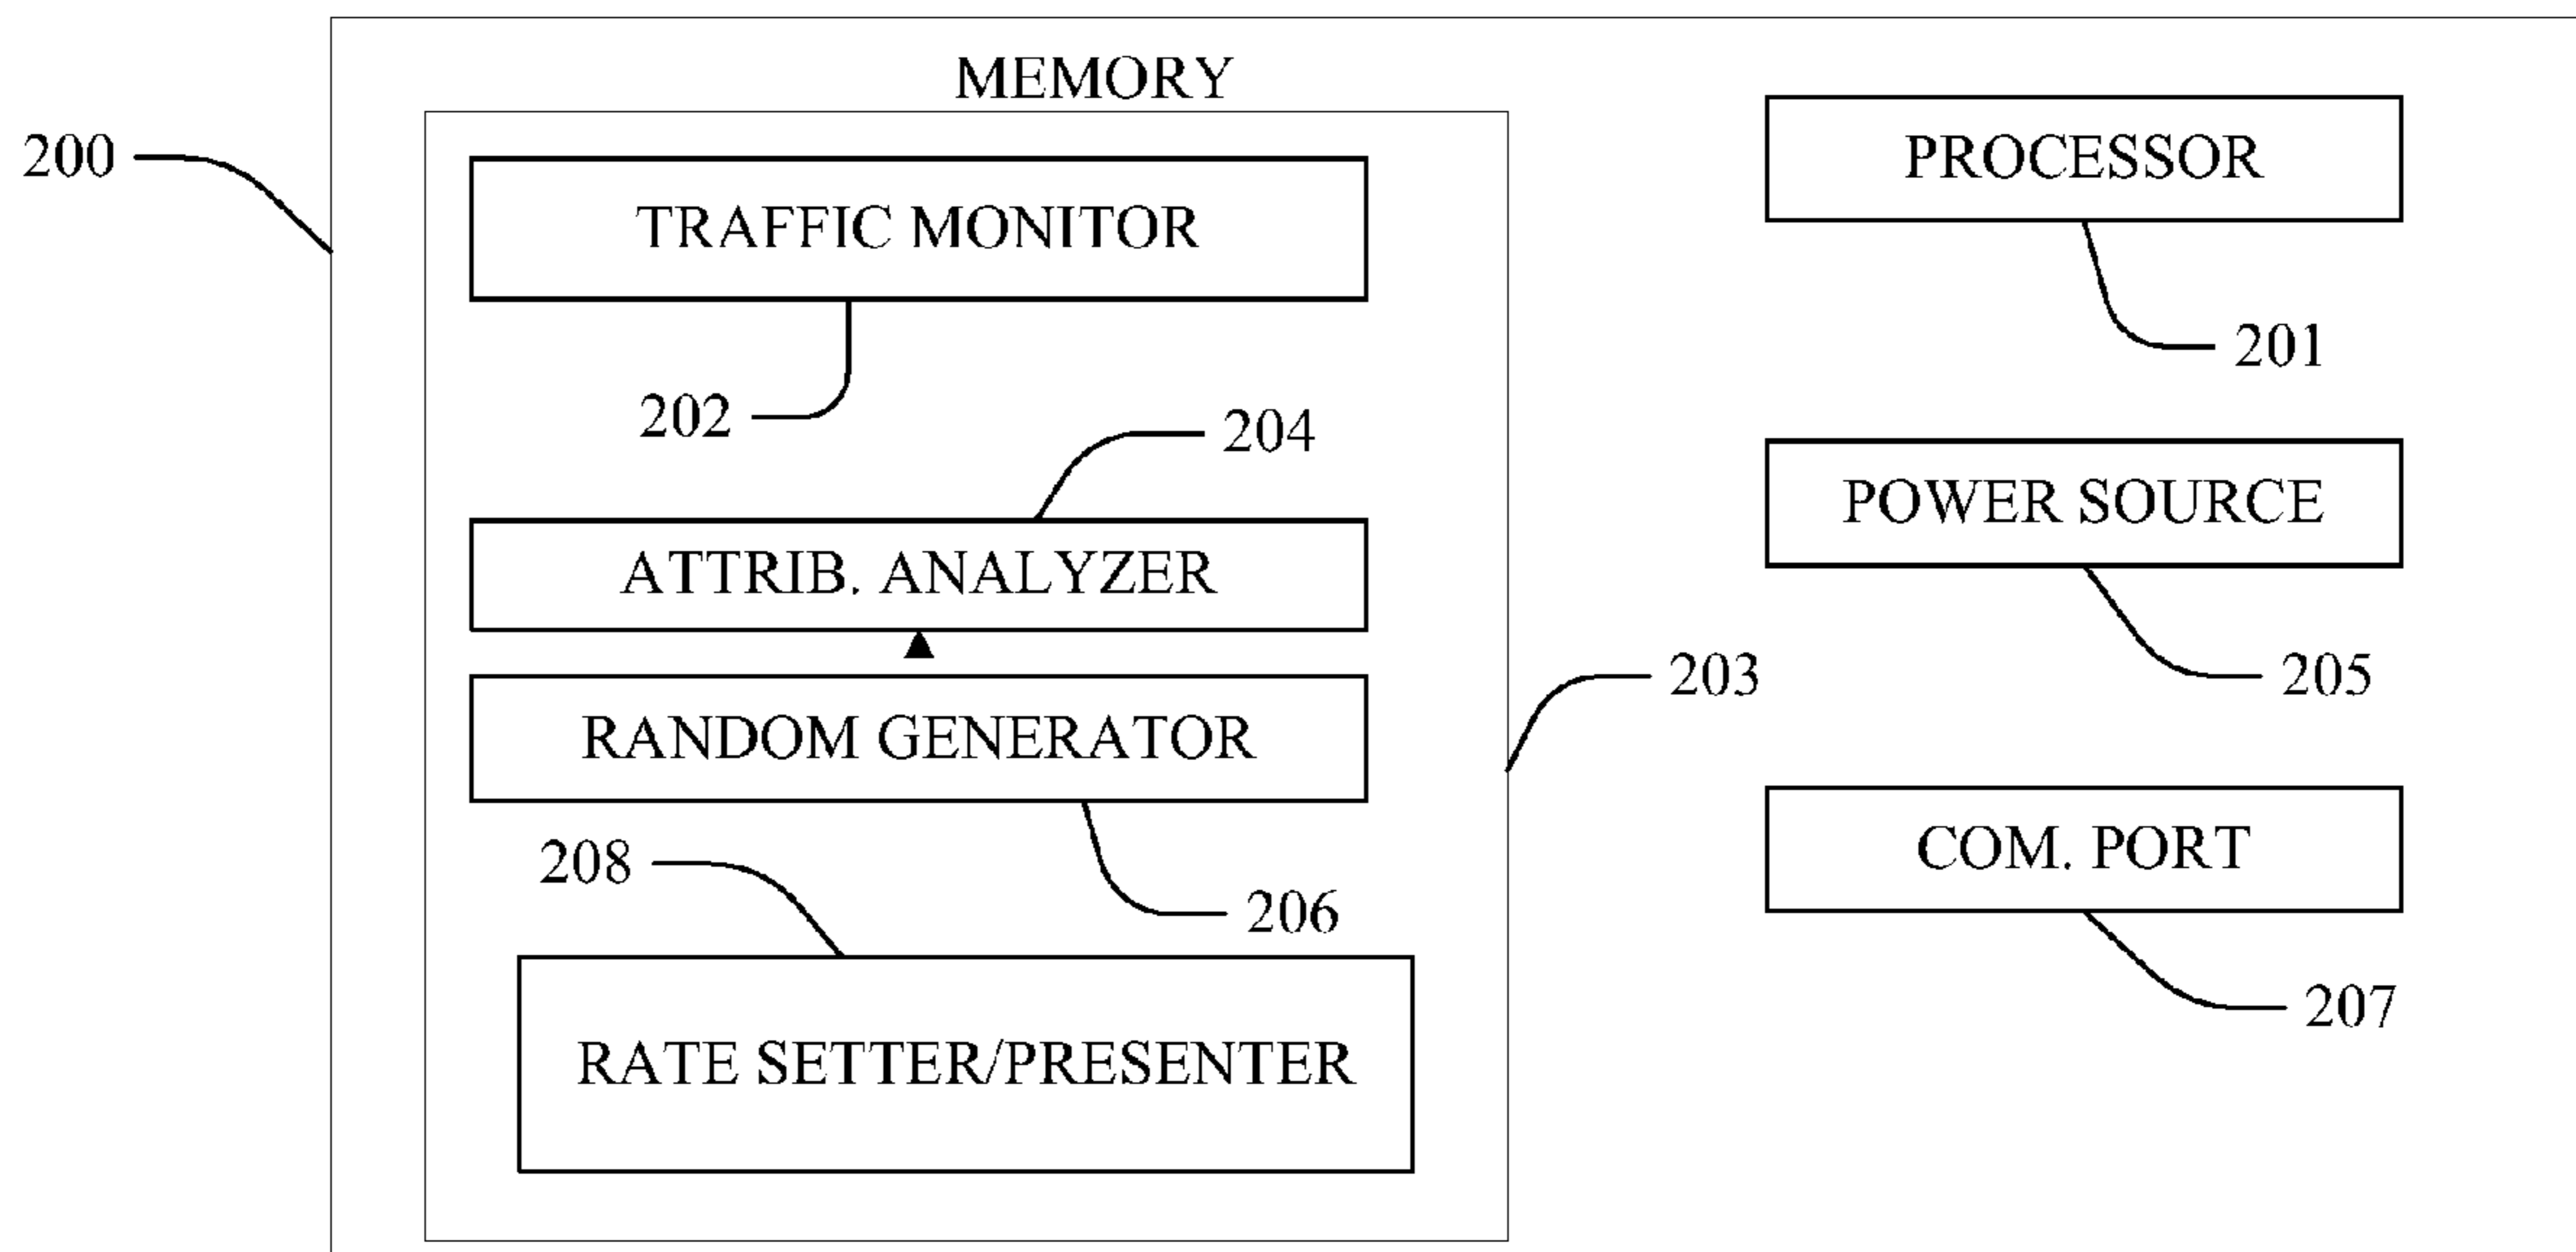 MEMORY
200
TRAFFIC MONITOR
PROCESSOR
201
202
204
POWER SOURCE
ATTRIB. ANALYZER
203
205
RANDOM GENERATOR
208
206
COM. PORT
207
RATE SETTER/PRESENTER